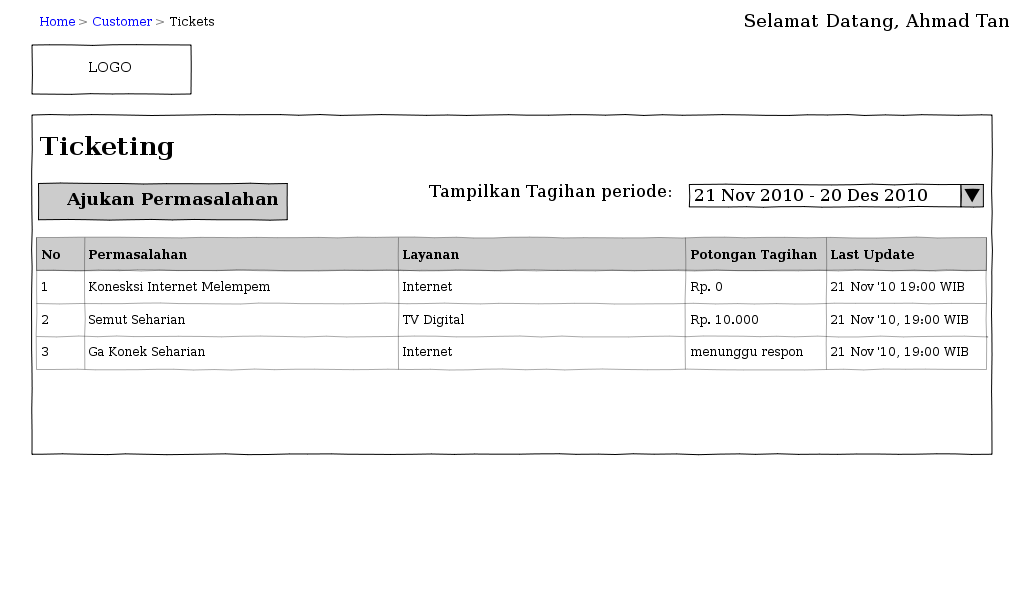 Home > Customer > Tickets
Selamat Datang, Ahmad Tan
LOGO
Ticketing
Ajukan Permasalahan
Tampilkan Tagihan periode: 21 Nov 2010 - 20 Des 2010
No Permasalahan Layanan Potongan Tagihan Last Update
1 Konesksi Internet Melempem Internet Rp. 0 21 Nov '10 19:00 WIB
2 Semut Seharian TV Digital Rp. 10.000 21 Nov '10, 19:00 WIB
3 Ga Konek Seharian Internet menunggu respon 21 Nov '10, 19:00 WIB